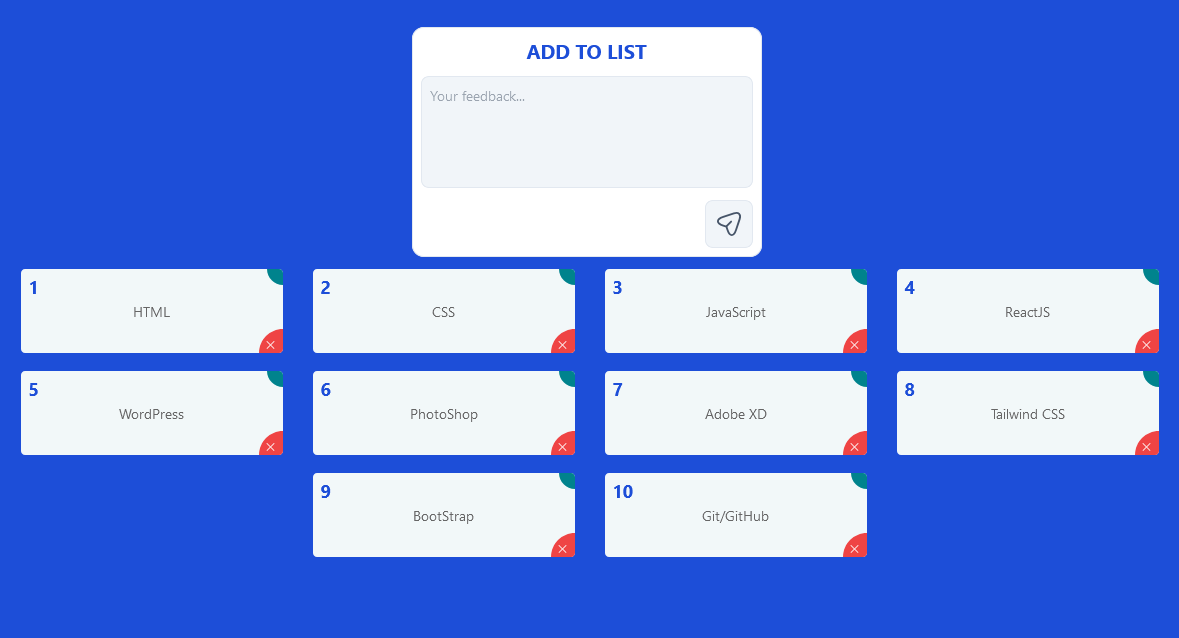 ADD TO LIST
Your feedback...
1
HTML
2
CSS
3
JavaScript
4
ReactJS
5
WordPress
6
PhotoShop
7
Adobe XD
8
Tailwind CSS
9
BootStrap
10
Git/GitHub